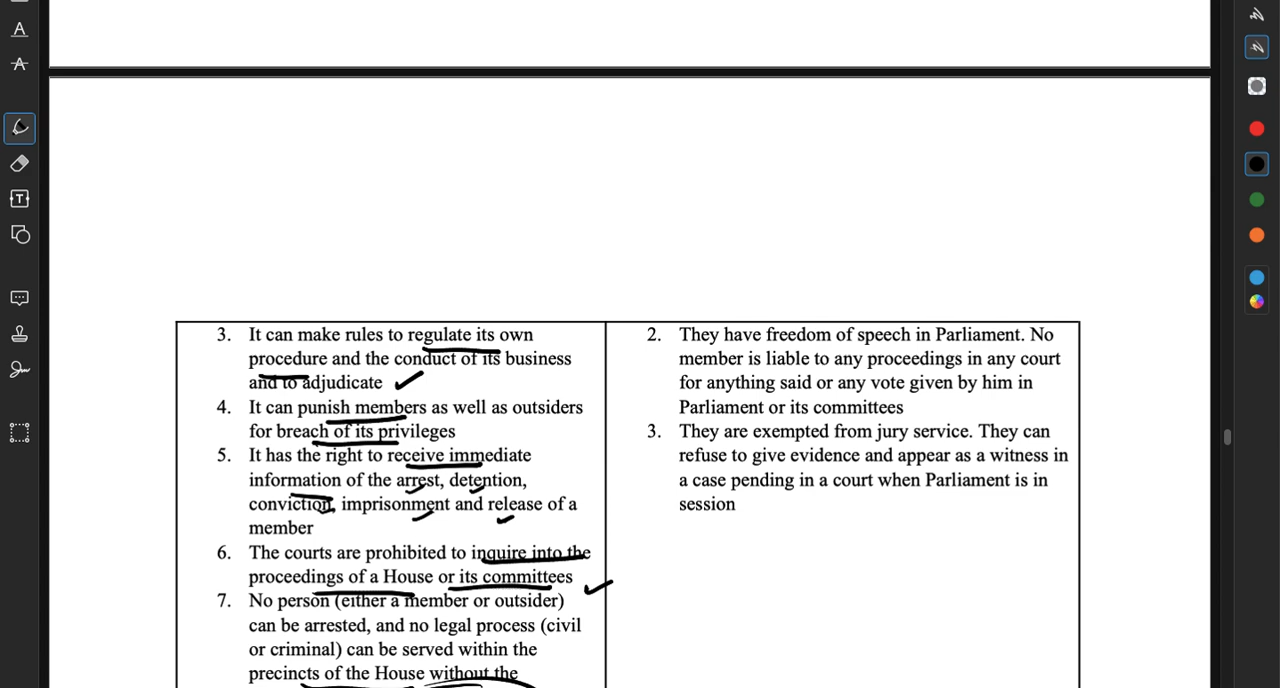 3. It can make rules to regulate its own
procedure and the conduct of its business
and to adjudicate
4. It can punish members as well as outsiders
for breach of its privileges
5. It has the right to receive immediate
information of the arrest, detention,
conviction, imprisonment and release of a
member
6. The courts are prohibited to inquire into the
proceedings of a House or its committees
7. No person (either a member or outsider)
can be arrested, and no legal process (civil
or criminal) can be served within the
precincts of the House without the
2. They have freedom of speech in Parliament. No
member is liable to any proceedings in any court
for anything said or any vote given by him in
Parliament or its committees
3. They are exempted from jury service. They can
refuse to give evidence and appear as a witness in
a case pending in a court when Parliament is in
session